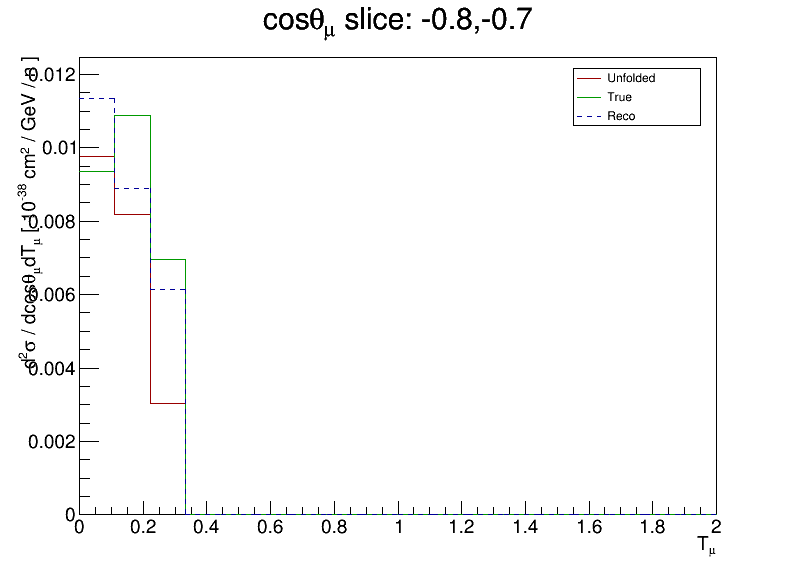 cosθμ slice: -0.8,-0.7
d²σ / dcosθμdTμ [ 10⁻³⁸ cm² / GeV / n ]
0.012
0.01
0.008
0.006
0.004
0.002
0
Unfolded
True
Reco
0 0.2 0.4 0.6 0.8 1 1.2 1.4 1.6 1.8 2
Tμ